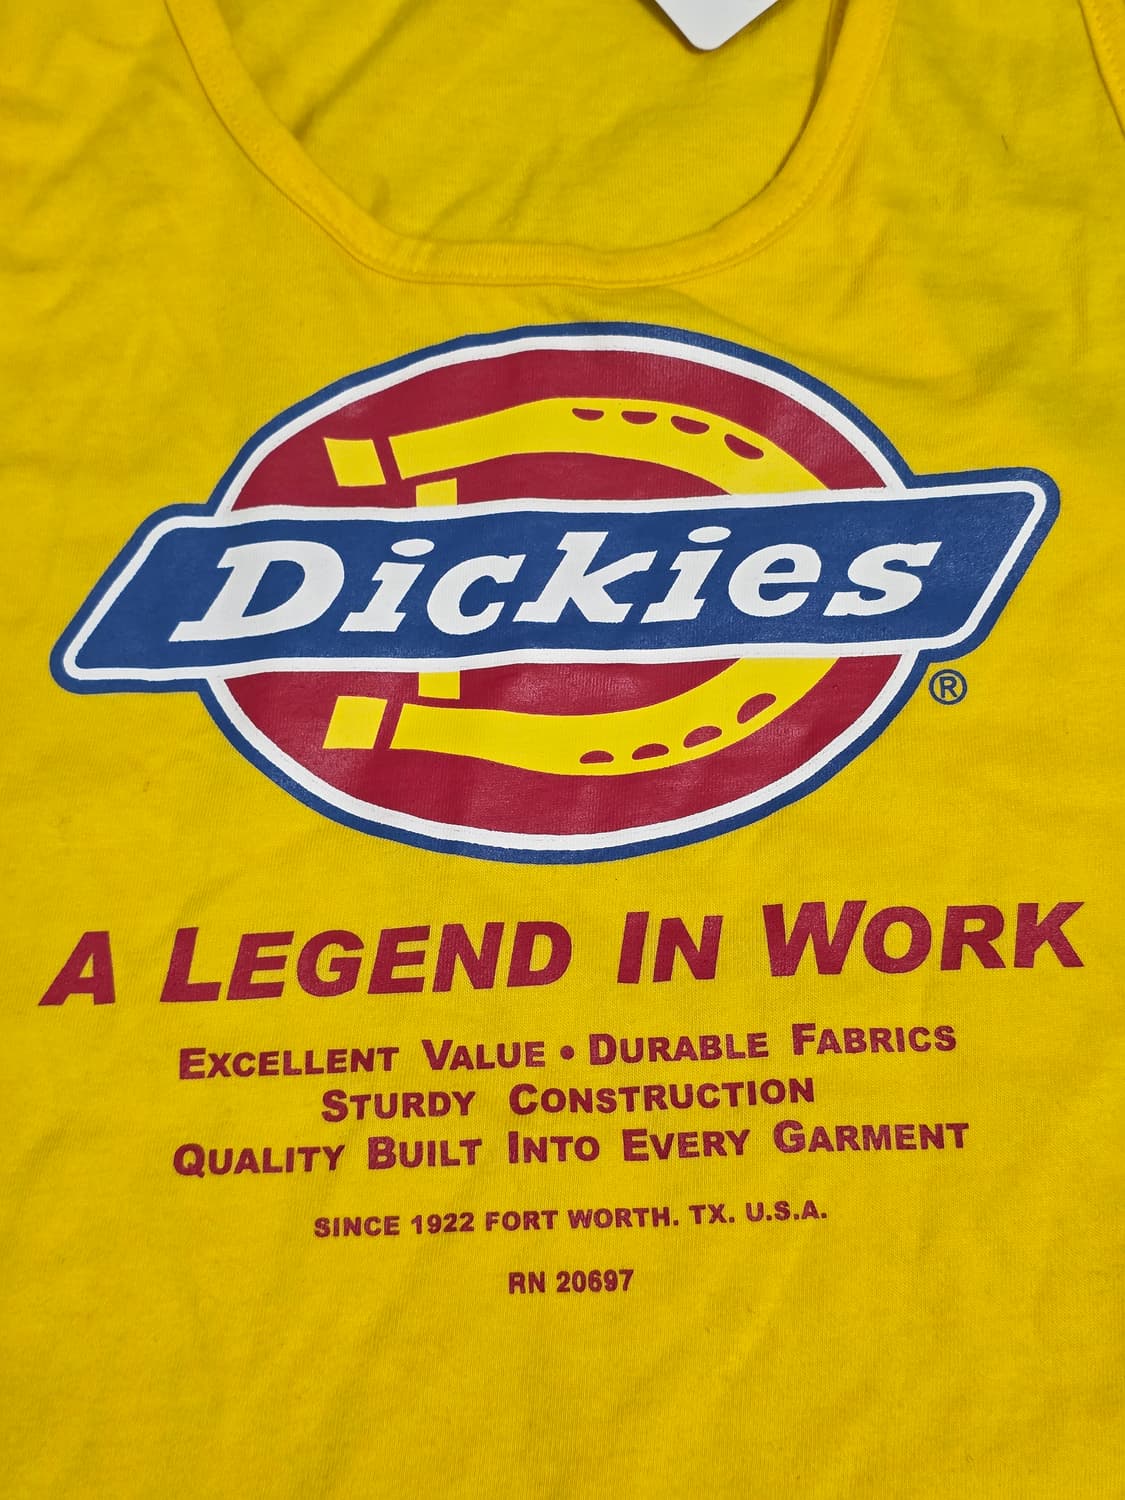 Dickies
®
A LEGEND IN WORK
EXCELLENT VALUE • DURABLE FABRICS
STURDY CONSTRUCTION
QUALITY BUILT INTO EVERY GARMENT
SINCE 1922 FORT WORTH. TX. U.S.A.
RN 20697